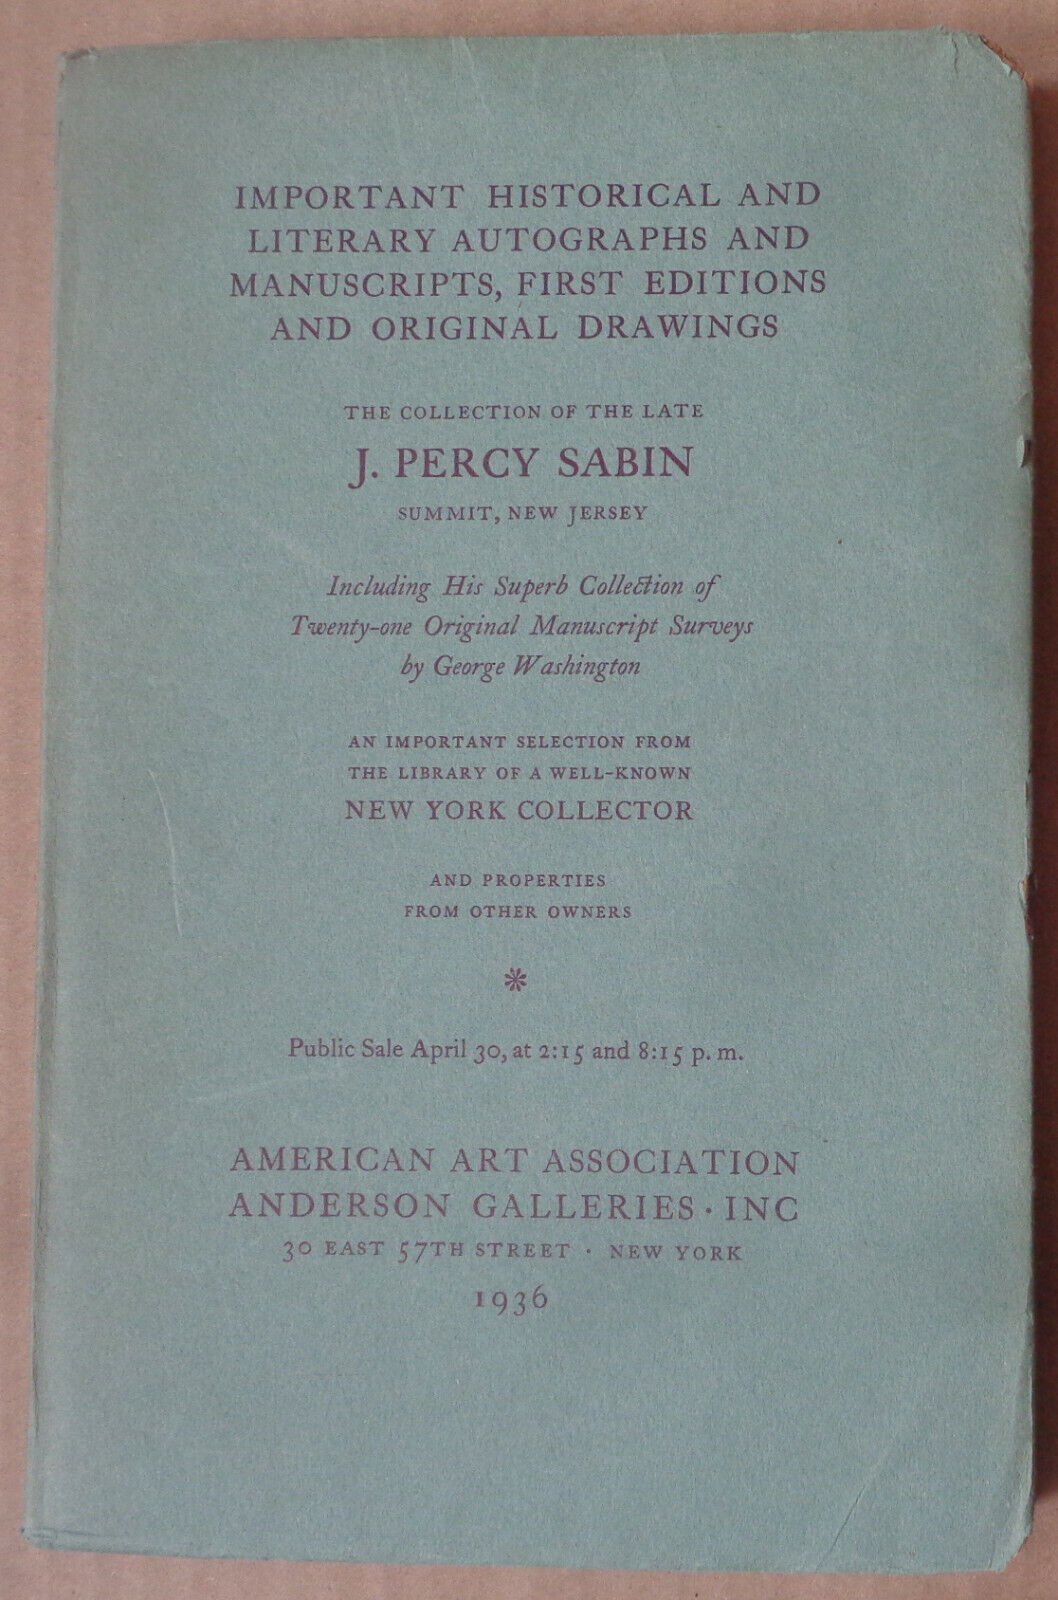 IMPORTANT HISTORICAL AND
LITERARY AUTOGRAPHS AND
MANUSCRIPTS, FIRST EDITIONS
AND ORIGINAL DRAWINGS
THE COLLECTION OF THE LATE
J. PERCY SABIN
SUMMIT, NEW JERSEY
Including His Superb Collection of
Twenty-one Original Manuscript Surveys
by George Washington
AN IMPORTANT SELECTION FROM
THE LIBRARY OF A WELL-KNOWN
NEW YORK COLLECTOR
AND PROPERTIES
FROM OTHER OWNERS
Public Sale April 30, at 2:15 and 8:15 p. m.
AMERICAN ART ASSOCIATION
ANDERSON GALLERIES · INC
30 EAST 57TH STREET · NEW YORK
1936